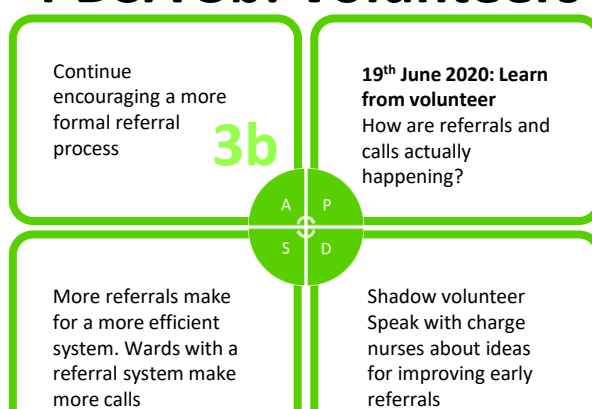 Continue
encouraging a more
formal referral
process
3b
19th June 2020: Learn
from volunteer
How are referrals and
calls actually
happening?
A P
S D
More referrals make
for a more efficient
system. Wards with a
referral system make
more calls
Shadow volunteer
Speak with charge
nurses about ideas
for improving early
referrals